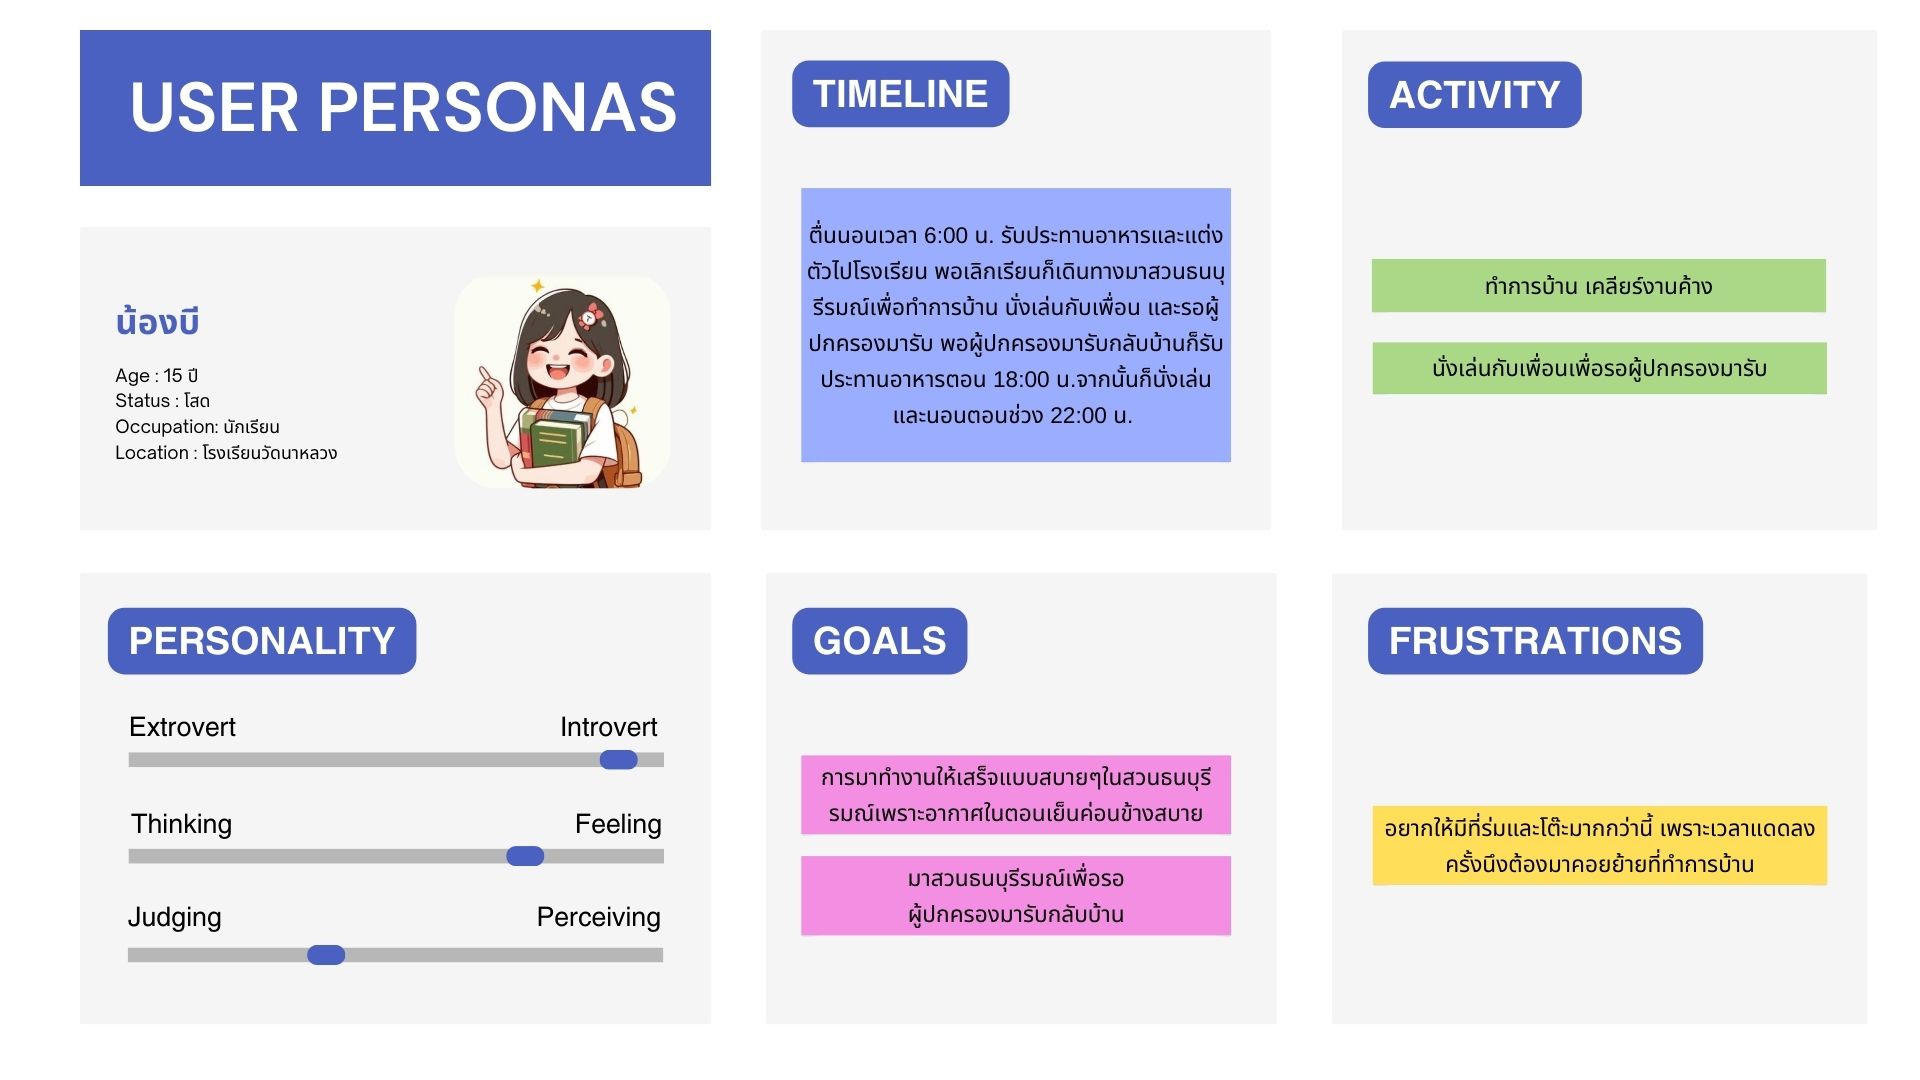 USER PERSONAS
น้องบี
Age : 15 ปี
Status : โสด
Occupation: นักเรียน
Location : โรงเรียนวัดนาหลวง
TIMELINE
ตื่นนอนเวลา 6:00 น. รับประทานอาหารและแต่ง
ตัวไปโรงเรียน พอเลิกเรียนก็เดินทางมาสวนธนบุ
รีรมณ์เพื่อทำการบ้าน นั่งเล่นกับเพื่อน และรอผู้
ปกครองมารับ พอผู้ปกครองมารับกลับบ้านก็รับ
ประทานอาหารตอน 18:00 น.จากนั้นก็นั่งเล่น
และนอนตอนช่วง 22:00 น.
ACTIVITY
ทำการบ้าน เคลียร์งานค้าง
นั่งเล่นกับเพื่อนเพื่อรอผู้ปกครองมารับ
PERSONALITY
Extrovert Introvert
Thinking Feeling
Judging Perceiving
GOALS
การมาทำงานให้เสร็จแบบสบายๆในสวนธนบุรี
รมณ์เพราะอากาศในตอนเย็นค่อนข้างสบาย
มาสวนธนบุรีรมณ์เพื่อรอ
ผู้ปกครองมารับกลับบ้าน
FRUSTRATIONS
อยากให้มีที่ร่มและโต๊ะมากกว่านี้ เพราะเวลาแดดลง
ครั้งนึงต้องมาคอยย้ายที่ทำการบ้าน